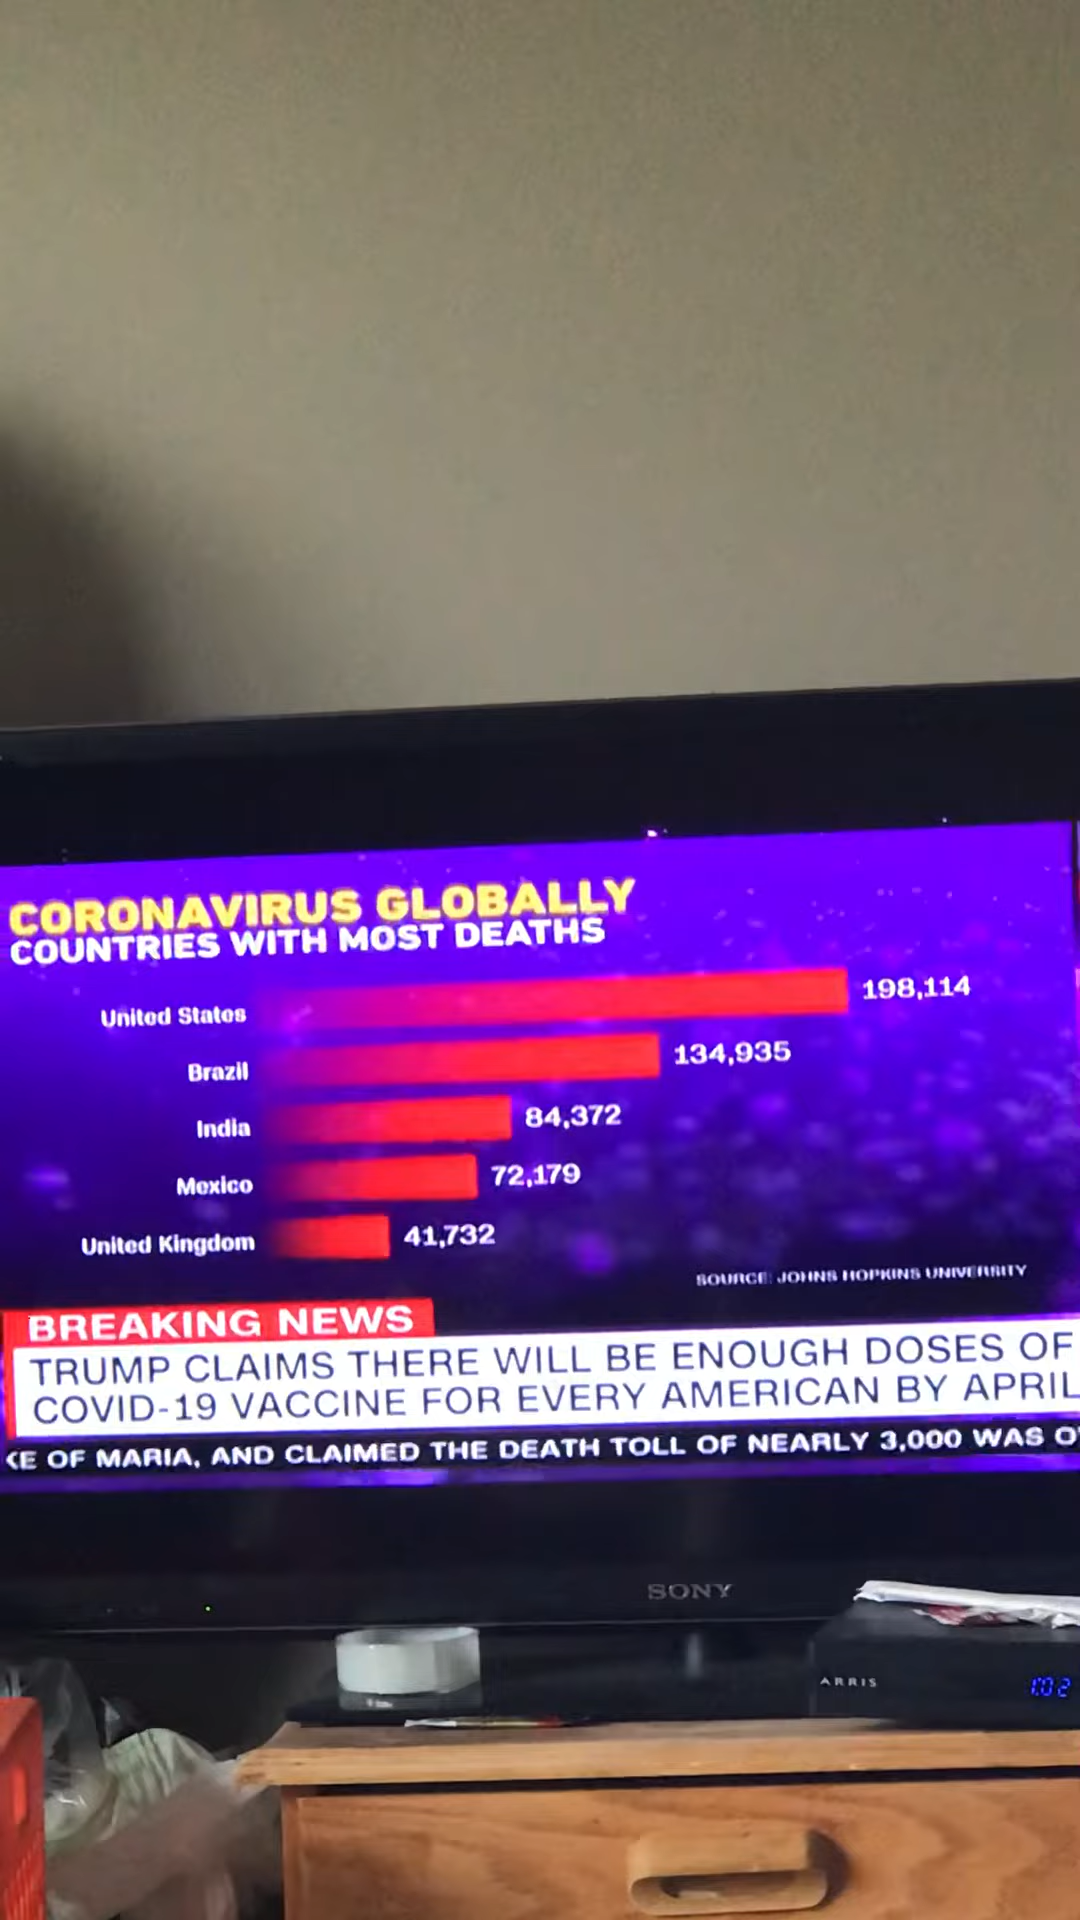 CORONAVIRUS GLOBALLY
COUNTRIES WITH MOST DEATHS
United States 198,114
Brazil 134,935
India 84,372
Mexico 72,179
United Kingdom 41,732
SOURCE: JOHNS HOPKINS UNIVERSITY
BREAKING NEWS
TRUMP CLAIMS THERE WILL BE ENOUGH DOSES OF
COVID-19 VACCINE FOR EVERY AMERICAN BY APRIL
KE OF MARIA, AND CLAIMED THE DEATH TOLL OF NEARLY 3,000 WAS
SONY
ARRIS
1:02